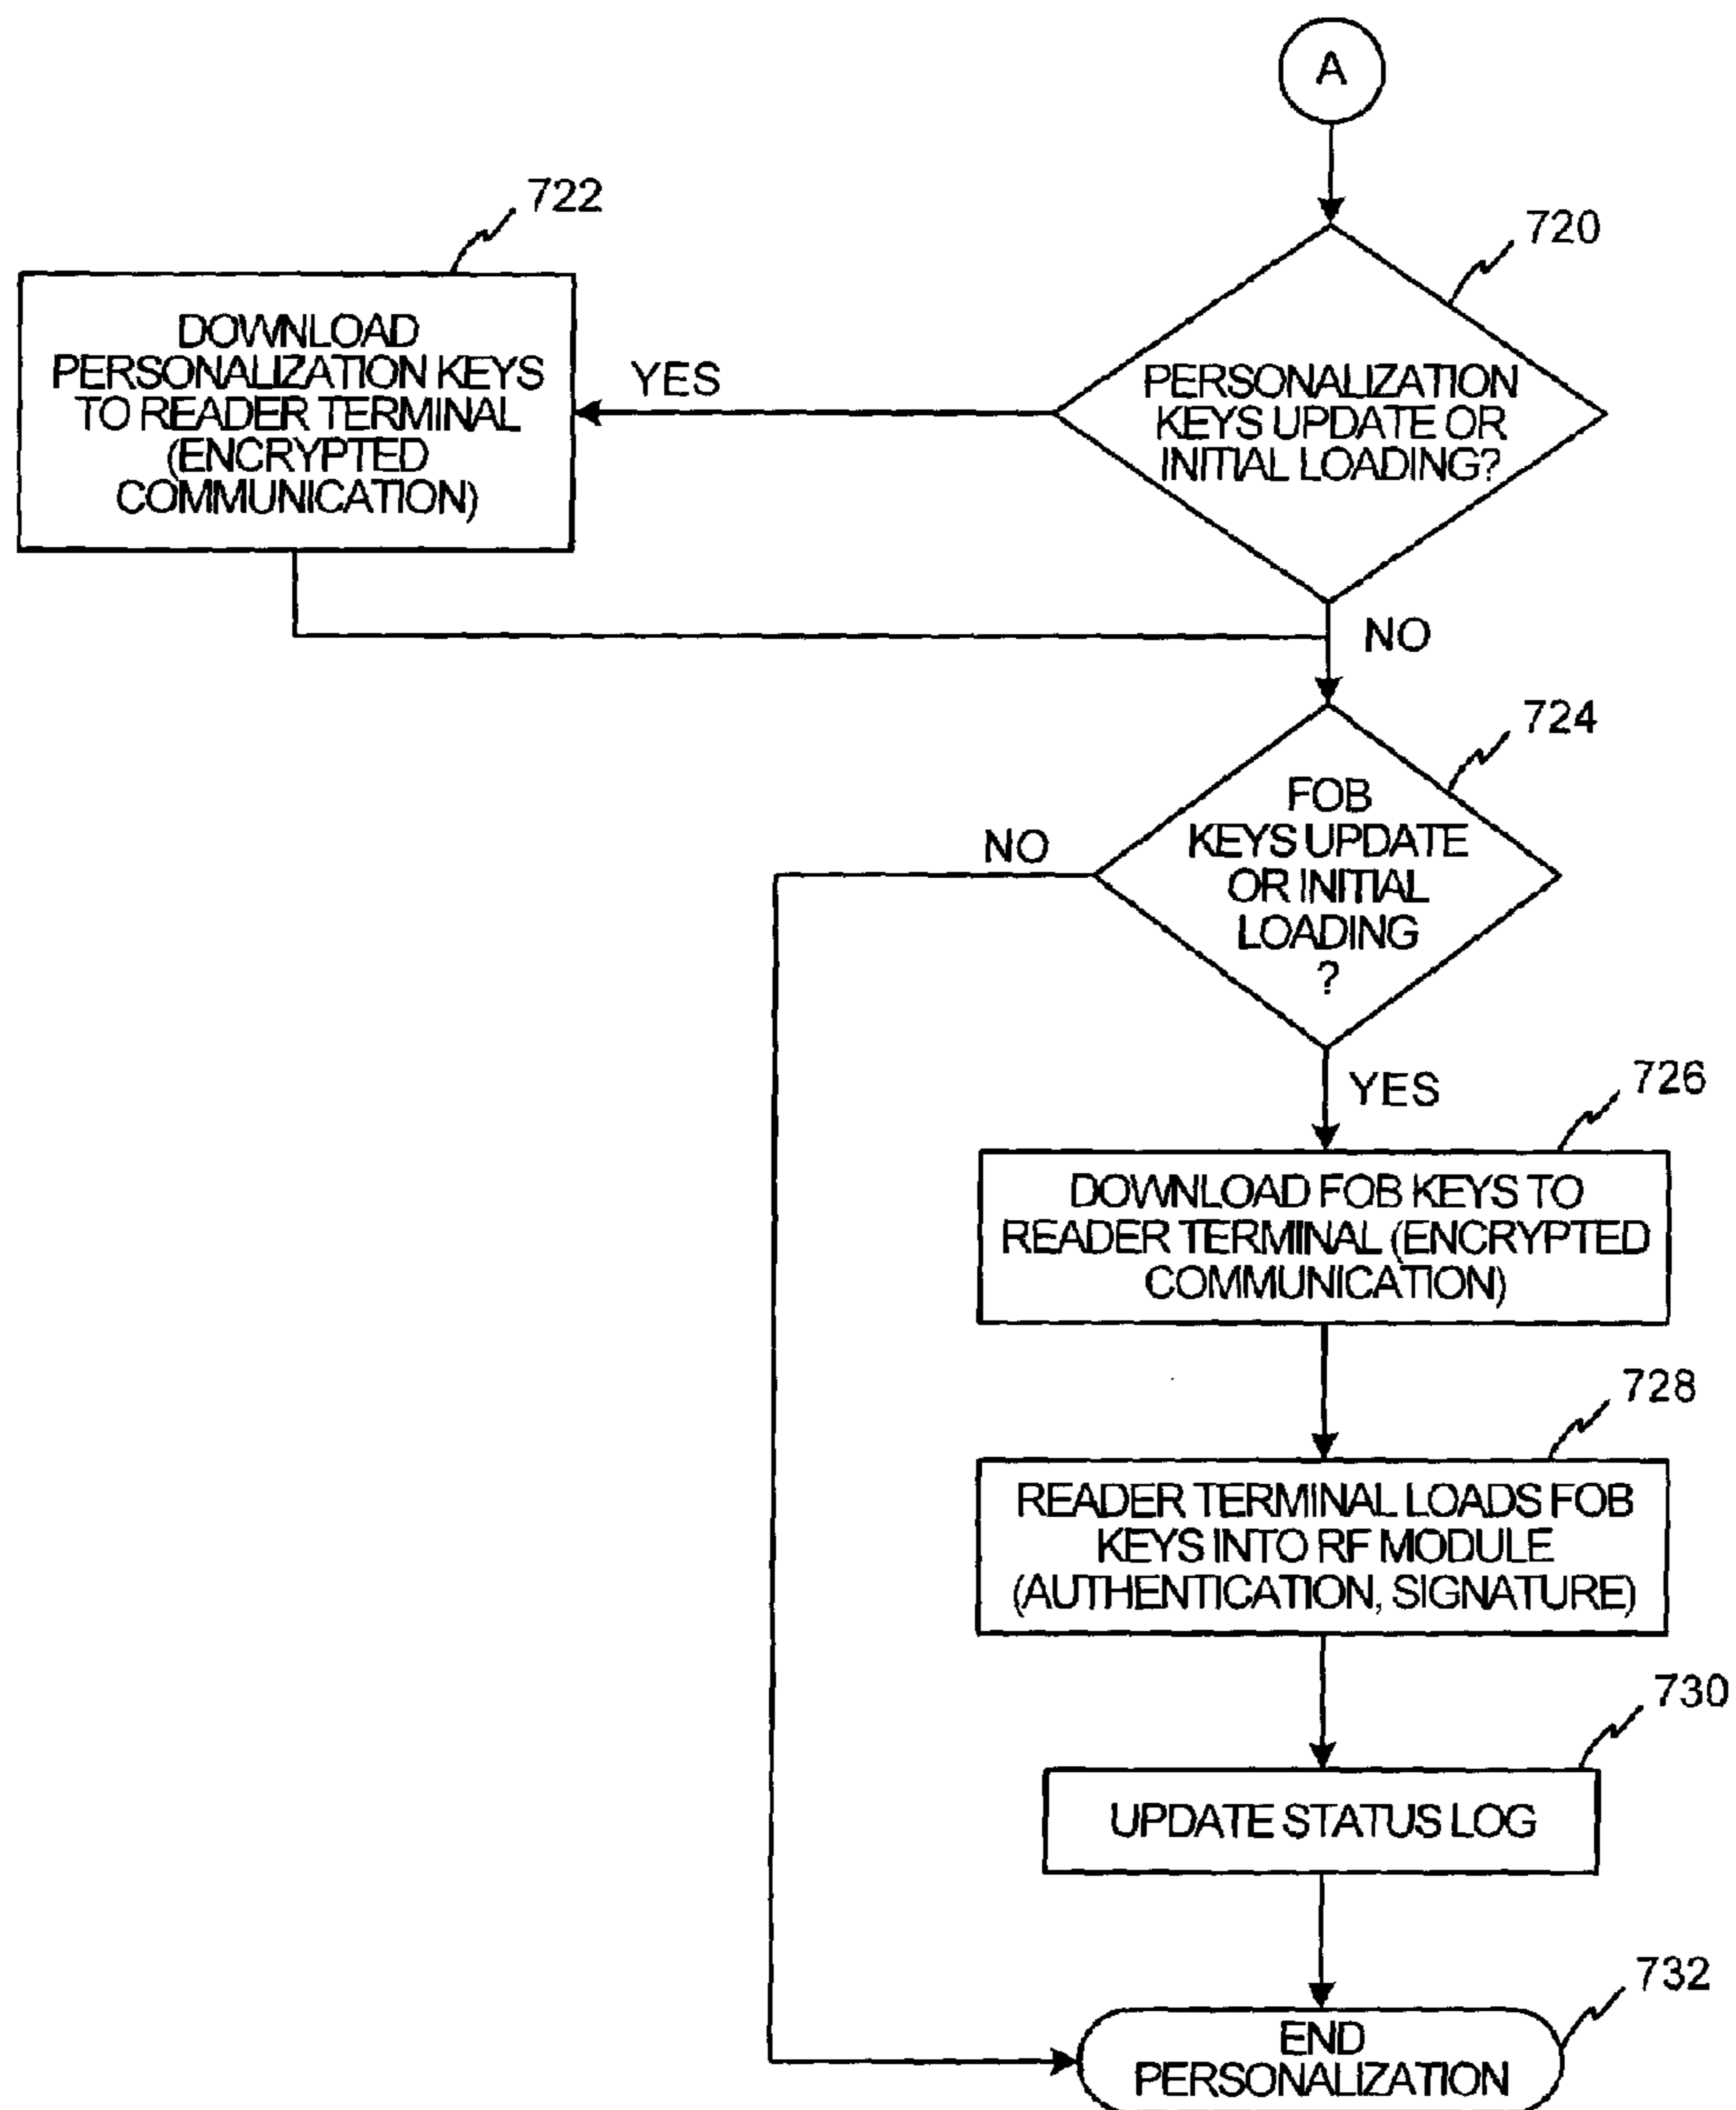 A
720
PERSONALIZATION
KEYS UPDATE OR
INITIAL LOADING?
YES
722
DOWNLOAD
PERSONALIZATION KEYS
TO READER TERMINAL
(ENCRYPTED
COMMUNICATION)
NO
724
FOB
KEYS UPDATE
OR INITIAL
LOADING
?
NO
YES
726
DOWNLOAD FOB KEYS TO
READER TERMINAL (ENCRYPTED
COMMUNICATION)
728
READER TERMINAL LOADS FOB
KEYS INTO RF MODULE
(AUTHENTICATION, SIGNATURE)
730
UPDATE STATUS LOG
732
END
PERSONALIZATION